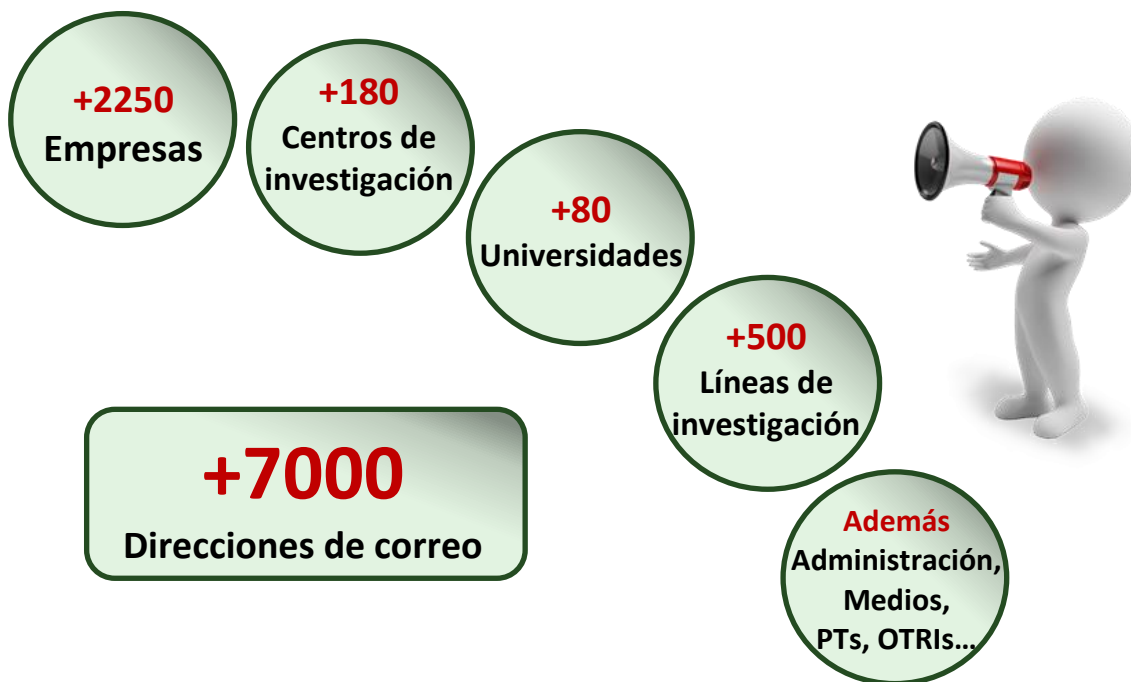 +2250
Empresas
+180
Centros de
investigación
+80
Universidades
+500
Líneas de
investigación
+7000
Direcciones de correo
Además
Administración,
Medios,
PTs, OTRIs…